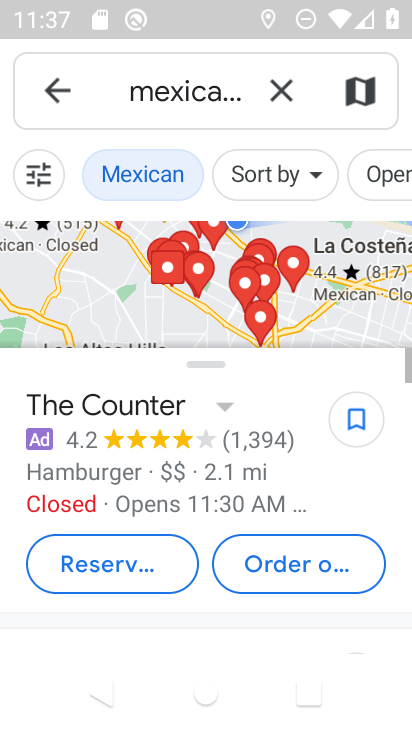 11:37
mexica...
Mexican Sort by Open
4.2 ★ (515)
xican · Closed
La Costeña
4.4 ★ (817)
Mexican · Clo
Los Altos Hills
The Counter
Ad 4.2 ★★★★★ (1,394)
Hamburger · $$ · 2.1 mi
Closed · Opens 11:30 AM ...
Reserv... Order o...